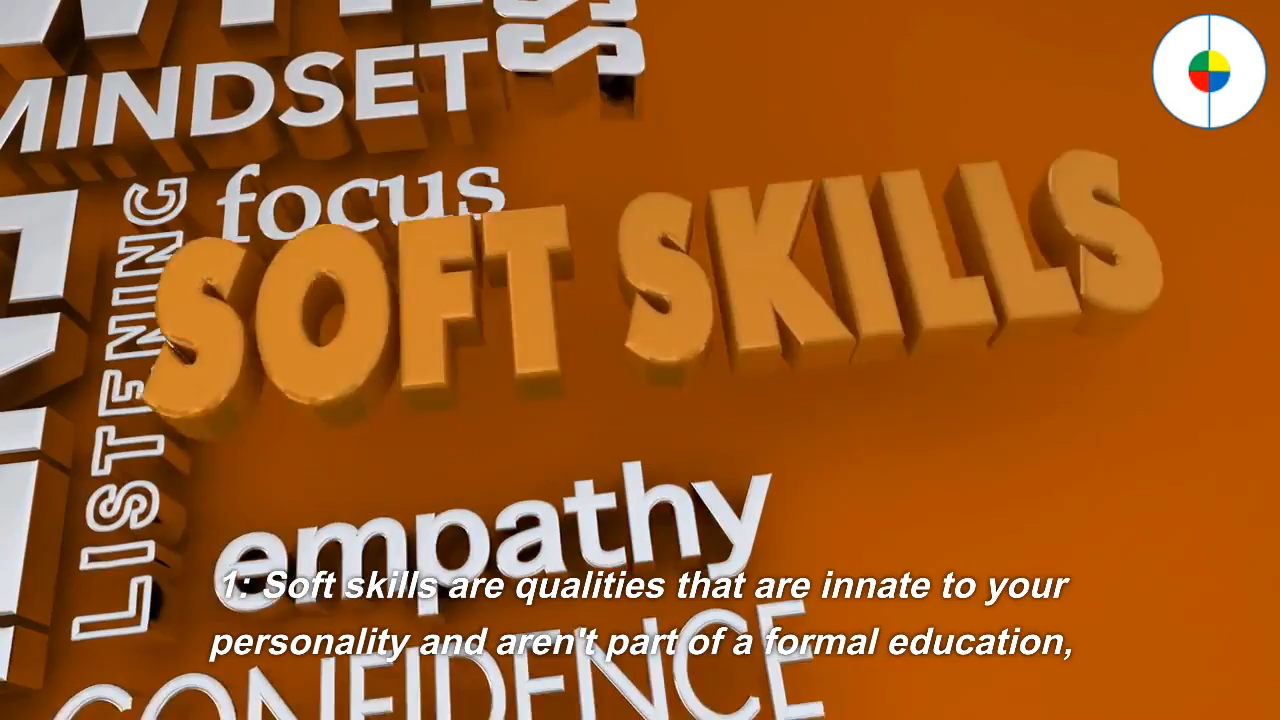 MINDSET
focus
LISTENING
SOFT SKILLS
empathy
1: Soft skills are qualities that are innate to your
personality and aren't part of a formal education,
CONFIDENCE